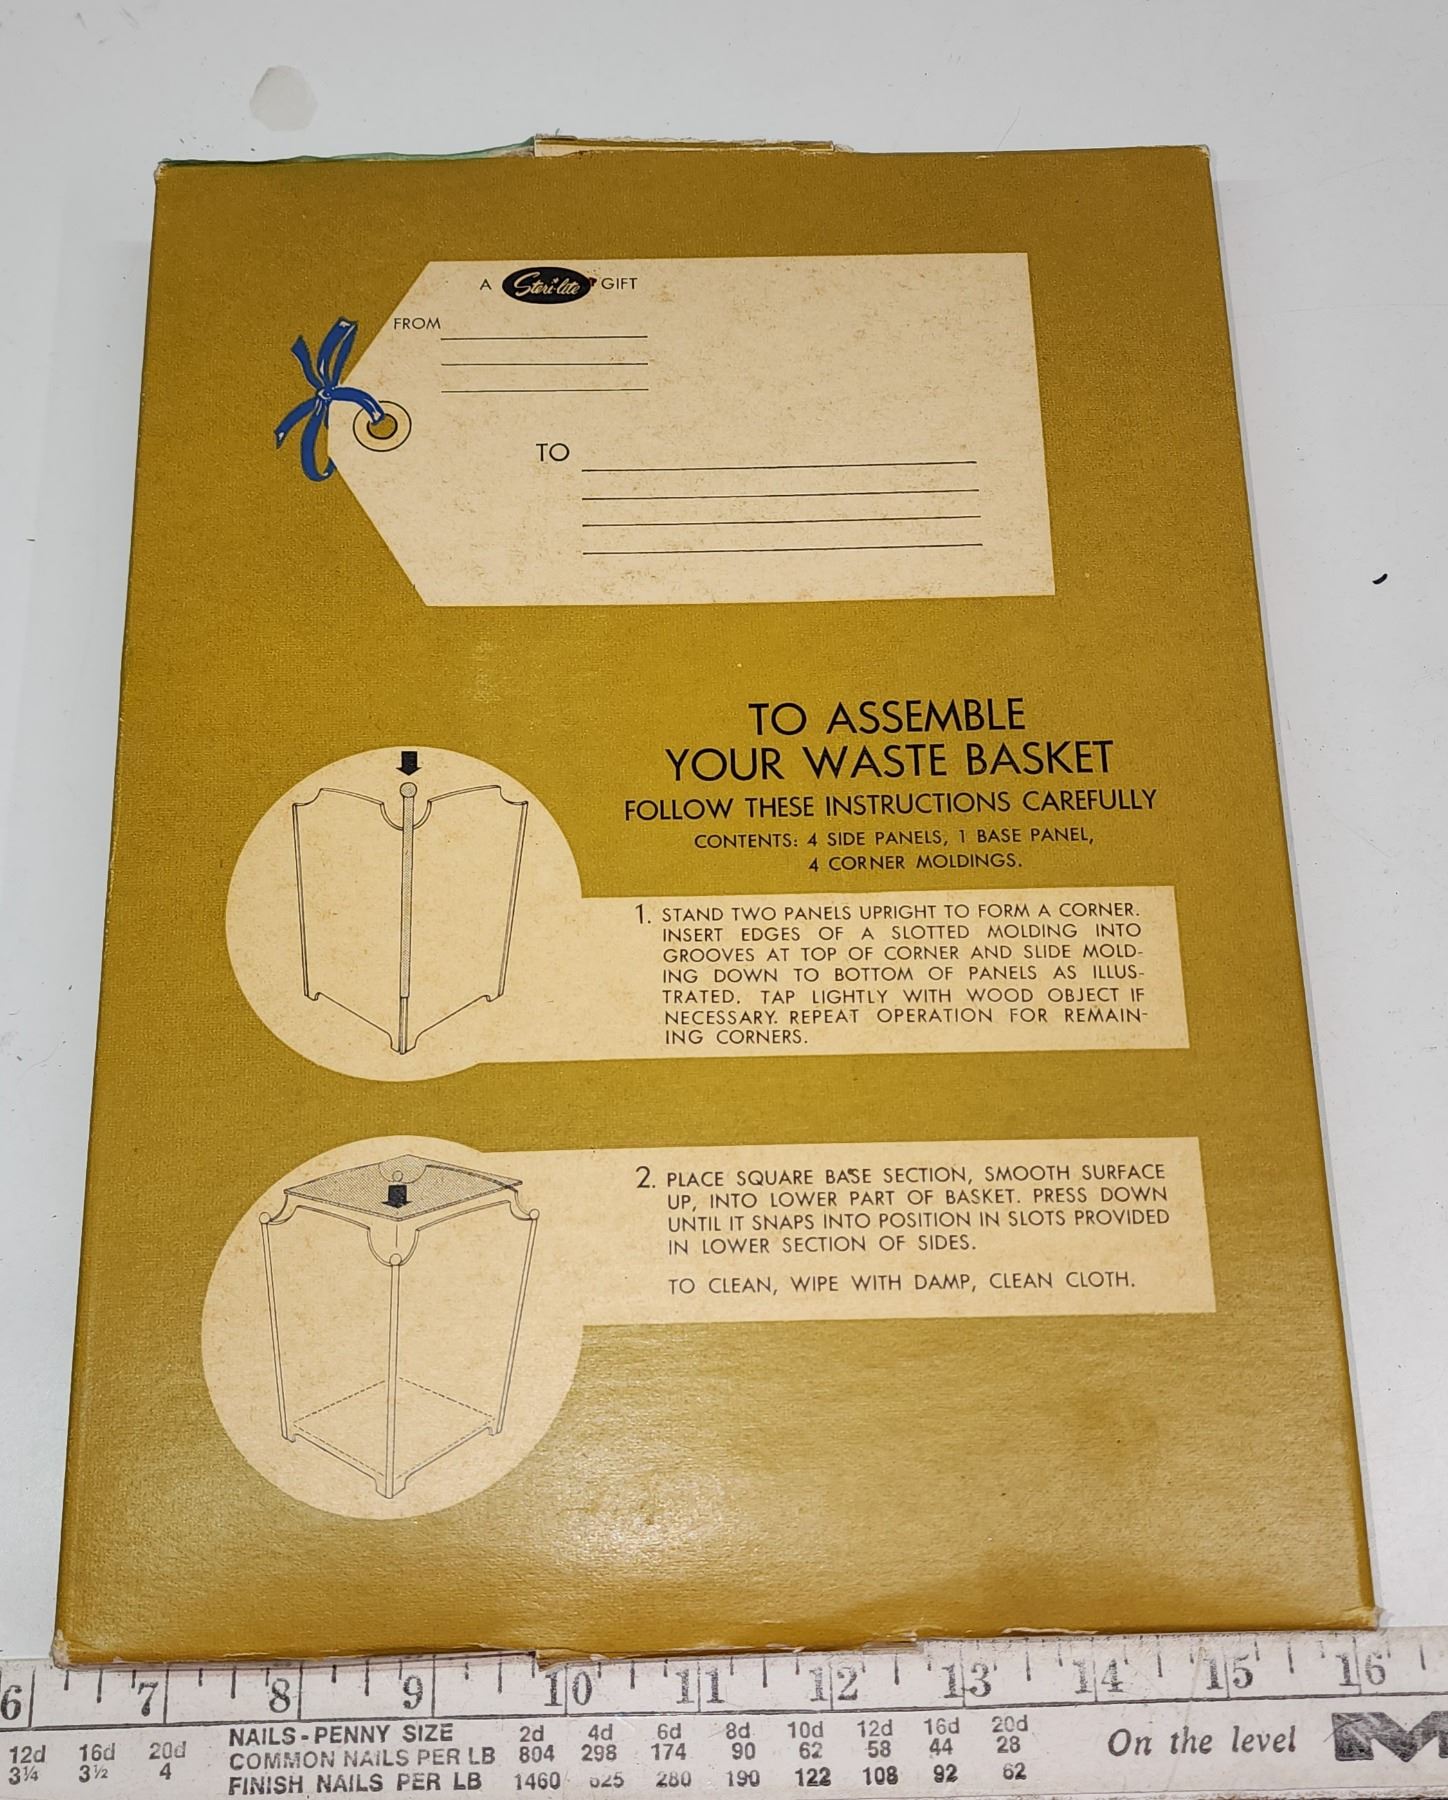 A Steri-lite GIFT
FROM
TO
TO ASSEMBLE
YOUR WASTE BASKET
FOLLOW THESE INSTRUCTIONS CAREFULLY
CONTENTS: 4 SIDE PANELS, 1 BASE PANEL,
4 CORNER MOLDINGS.
1. STAND TWO PANELS UPRIGHT TO FORM A CORNER.
INSERT EDGES OF A SLOTTED MOLDING INTO
GROOVES AT TOP OF CORNER AND SLIDE MOLD-
ING DOWN TO BOTTOM OF PANELS AS ILLUS-
TRATED. TAP LIGHTLY WITH WOOD OBJECT IF
NECESSARY. REPEAT OPERATION FOR REMAIN-
ING CORNERS.
2. PLACE SQUARE BASE SECTION, SMOOTH SURFACE
UP, INTO LOWER PART OF BASKET. PRESS DOWN
UNTIL IT SNAPS INTO POSITION IN SLOTS PROVIDED
IN LOWER SECTION OF SIDES.
TO CLEAN, WIPE WITH DAMP, CLEAN CLOTH.
6 7 8 9 10 11 12 13 14 15 16
NAILS-PENNY SIZE 2d 4d 6d 8d 10d 12d 16d 20d
12d 16d 20d COMMON NAILS PER LB 804 298 174 90 62 58 44 28
3¼ 3½ 4 FINISH NAILS PER LB 1460 625 280 190 122 108 92 62
On the level